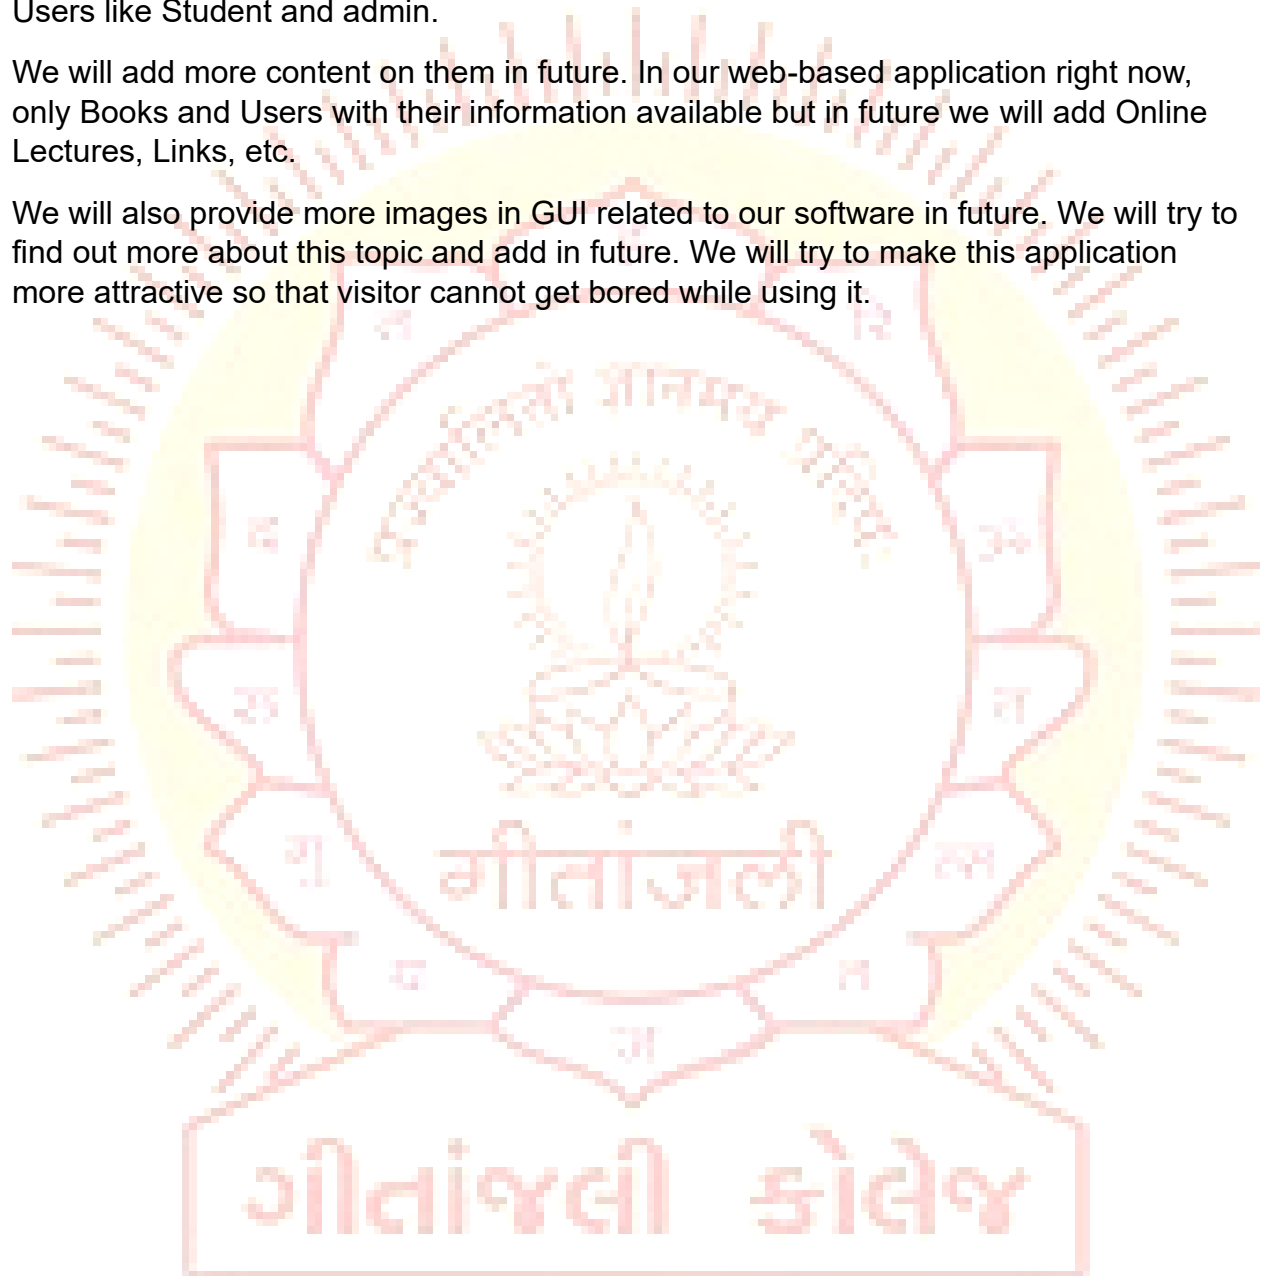 Users like Student and admin.
We will add more content on them in future. In our web-based application right now,
only Books and Users with their information available but in future we will add Online
Lectures, Links, etc.
We will also provide more images in GUI related to our software in future. We will try to
find out more about this topic and add in future. We will try to make this application
more attractive so that visitor cannot get bored while using it.
गीतांजली
ગીતાંજલી કોલેજ